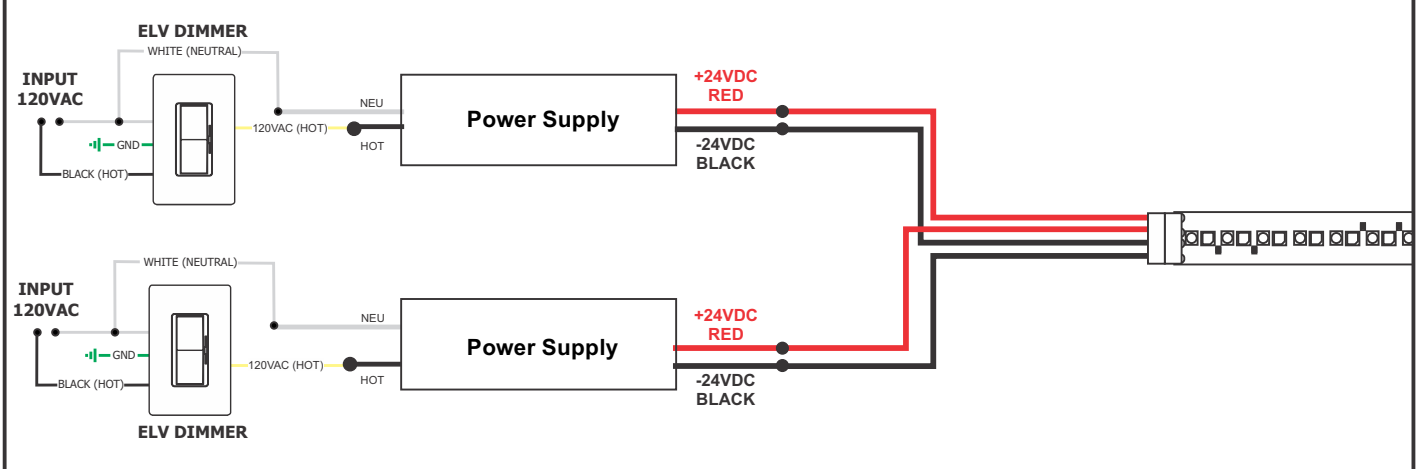 ELV DIMMER
WHITE (NEUTRAL)
INPUT
120VAC
GND
BLACK (HOT)
120VAC (HOT)
NEU
HOT
Power Supply
+24VDC
RED
-24VDC
BLACK
WHITE (NEUTRAL)
INPUT
120VAC
GND
BLACK (HOT)
120VAC (HOT)
NEU
HOT
Power Supply
+24VDC
RED
-24VDC
BLACK
ELV DIMMER